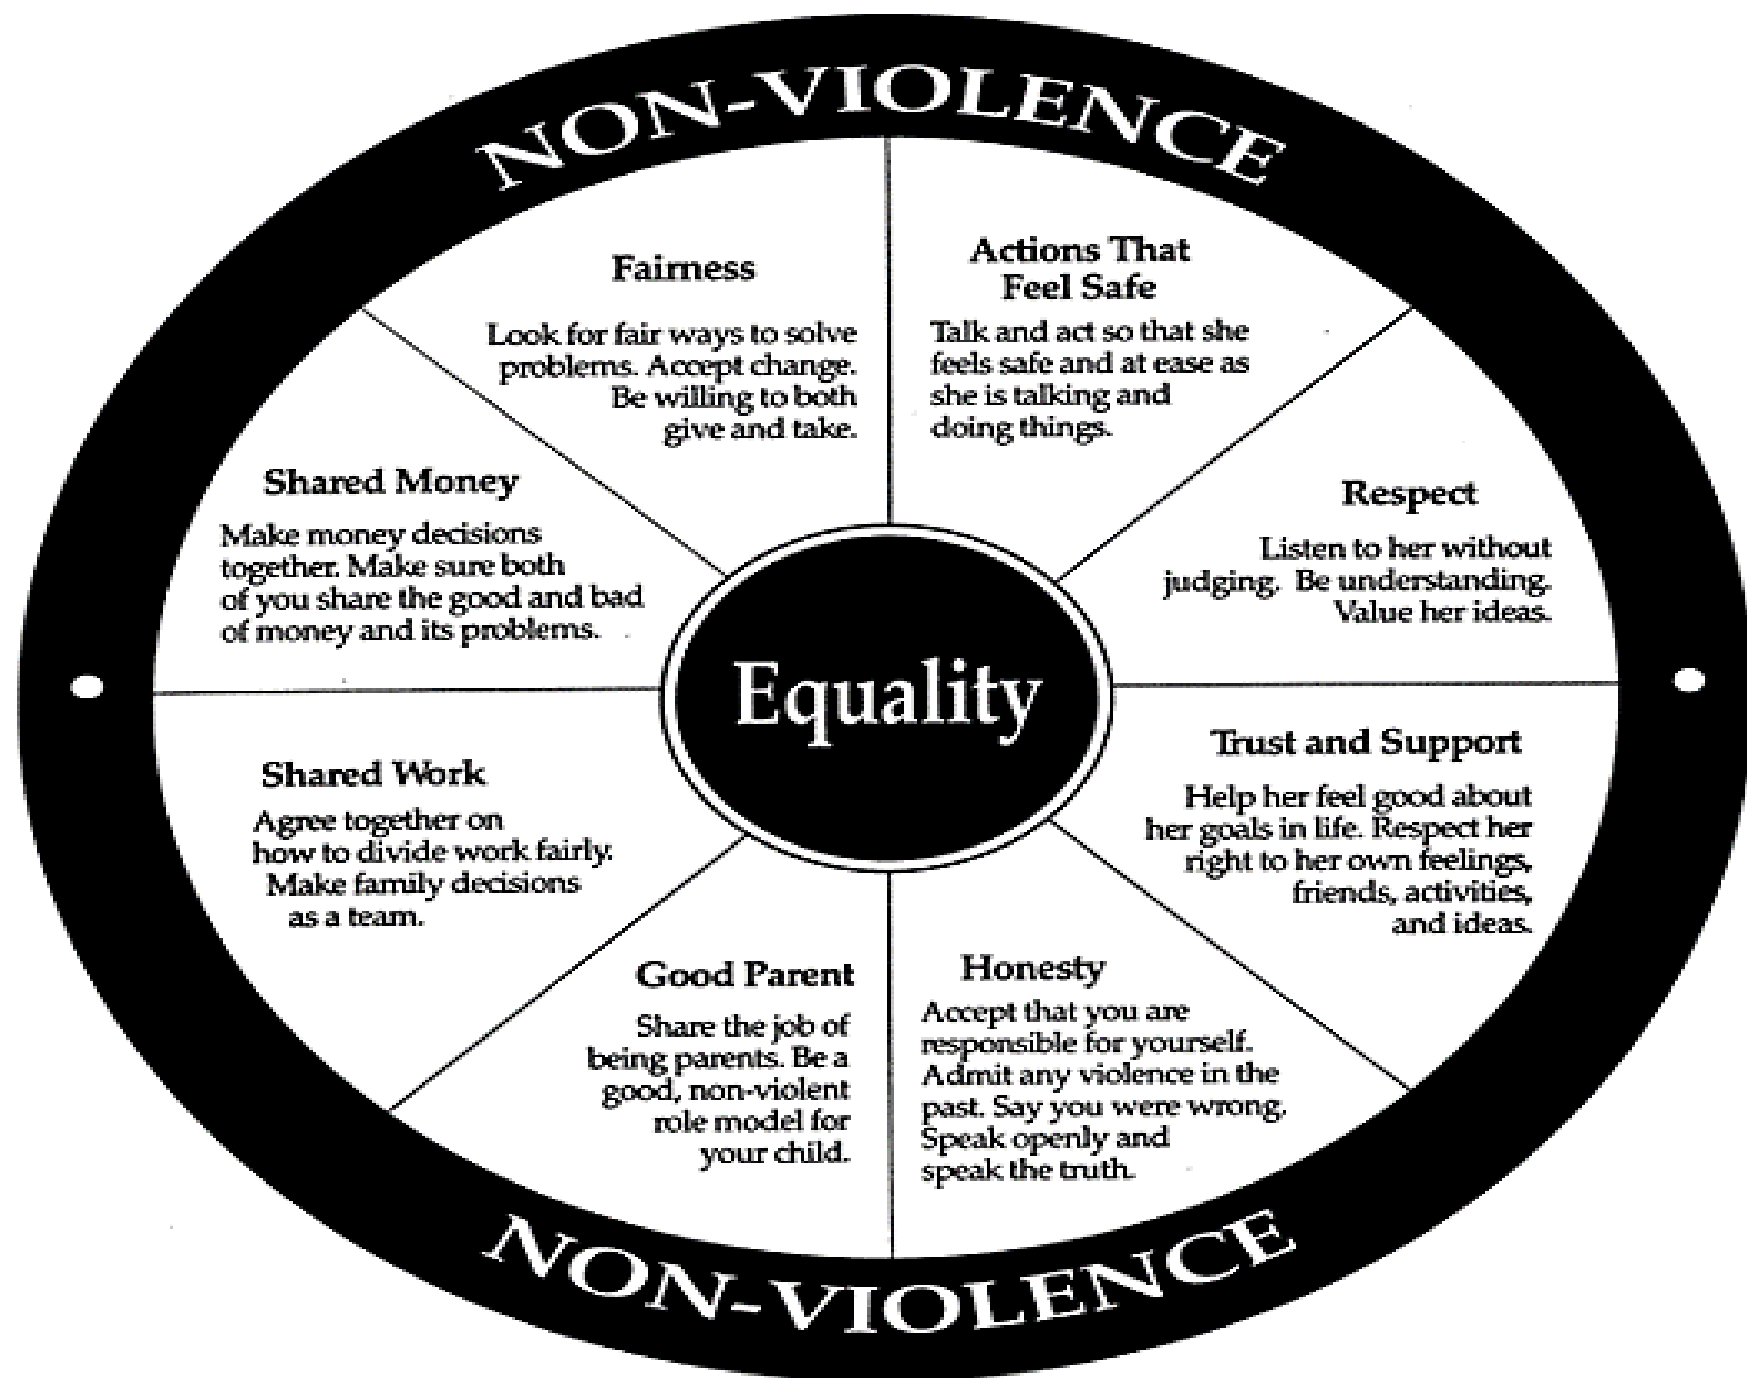 NON-VIOLENCE
Fairness
Look for fair ways to solve
problems. Accept change.
Be willing to both
give and take.
Actions That
Feel Safe
Talk and act so that she
feels safe and at ease as
she is talking and
doing things.
Shared Money
Make money decisions
together. Make sure both
of you share the good and bad
of money and its problems.
Respect
Listen to her without
judging. Be understanding.
Value her ideas.
Equality
Shared Work
Agree together on
how to divide work fairly.
Make family decisions
as a team.
Trust and Support
Help her feel good about
her goals in life. Respect her
right to her own feelings,
friends, activities,
and ideas.
Good Parent
Share the job of
being parents. Be a
good, non-violent
role model for
your child.
Honesty
Accept that you are
responsible for yourself.
Admit any violence in the
past. Say you were wrong.
Speak openly and
speak the truth.
NON-VIOLENCE